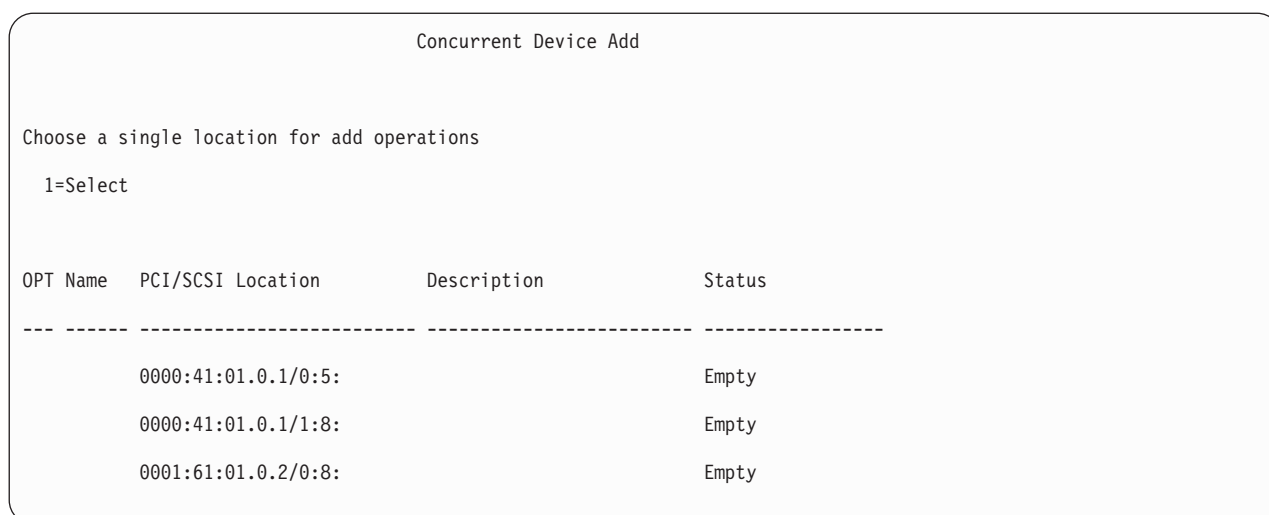 Concurrent Device Add
Choose a single location for add operations
1=Select
OPT Name PCI/SCSI Location Description Status
--- ------ -------------------------- ------------------------- -----------------
0000:41:01.0.1/0:5: Empty
0000:41:01.0.1/1:8: Empty
0001:61:01.0.2/0:8: Empty